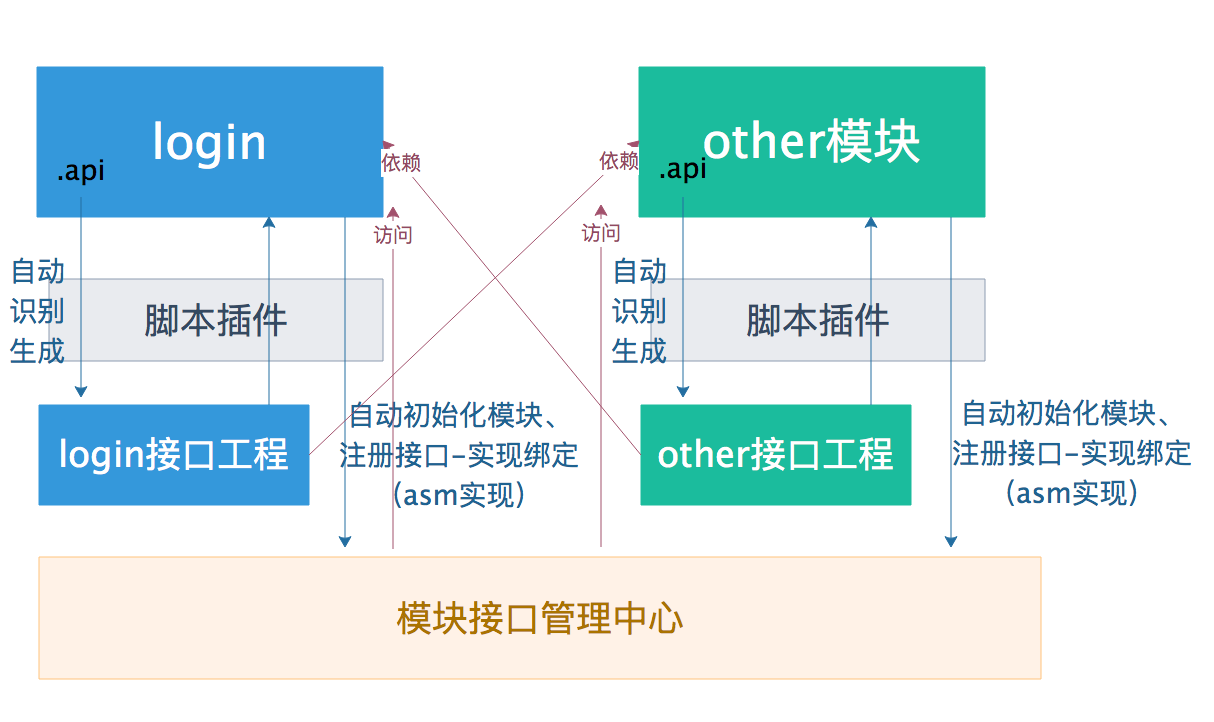 login
.api
other模块
.api
依赖
依赖
访问
访问
自动
识别
生成
脚本插件
自动
识别
生成
脚本插件
login接口工程
自动初始化模块、
注册接口-实现绑定
(asm实现)
other接口工程
自动初始化模块、
注册接口-实现绑定
(asm实现)
模块接口管理中心